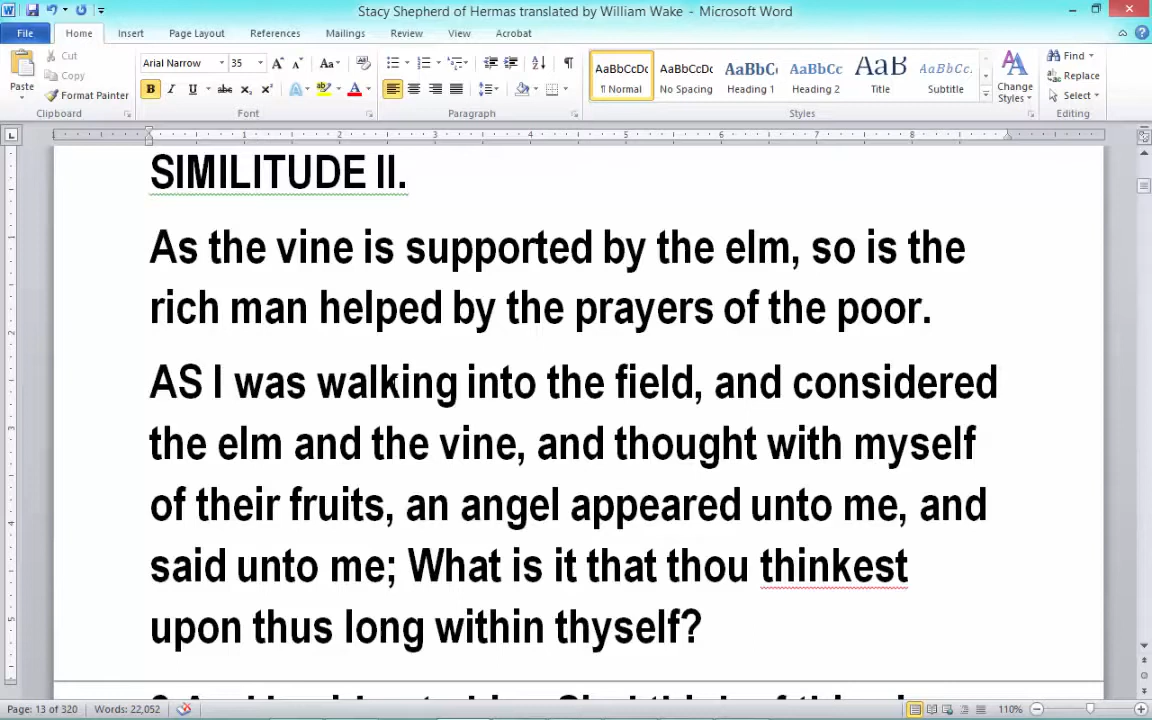 Stacy Shepherd of Hermas translated by William Wake - Microsoft Word
File Home Insert Page Layout References Mailings Review View Acrobat
Paste
Cut
Copy
Format Painter
Clipboard
Arial Narrow 35
Font
Paragraph
AaBbCcDc AaBbCcDc AaBbCc AaBbCc AaB AaBbCc.
¶ Normal No Spacing Heading 1 Heading 2 Title Subtitle
Change Styles
Styles
Find
Replace
Select
Editing
SIMILITUDE II.
As the vine is supported by the elm, so is the
rich man helped by the prayers of the poor.
AS I was walking into the field, and considered
the elm and the vine, and thought with myself
of their fruits, an angel appeared unto me, and
said unto me; What is it that thou thinkest
upon thus long within thyself?
Page: 13 of 320 Words: 22,052 110%